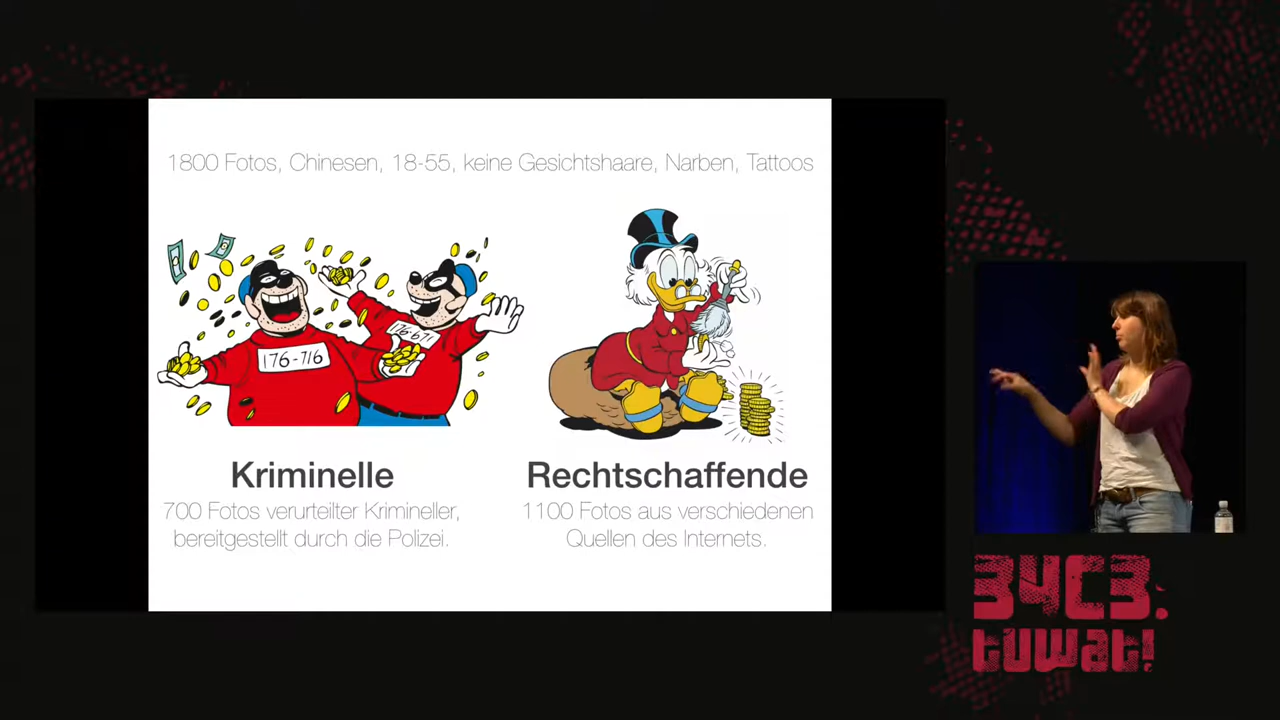 1800 Fotos, Chinesen, 18-55, keine Gesichtshaare, Narben, Tattoos
176-716
176-671
Kriminelle
700 Fotos verurteilter Krimineller,
bereitgestellt durch die Polizei.
Rechtschaffende
1100 Fotos aus verschiedenen
Quellen des Internets.
34C3:
tuwat!